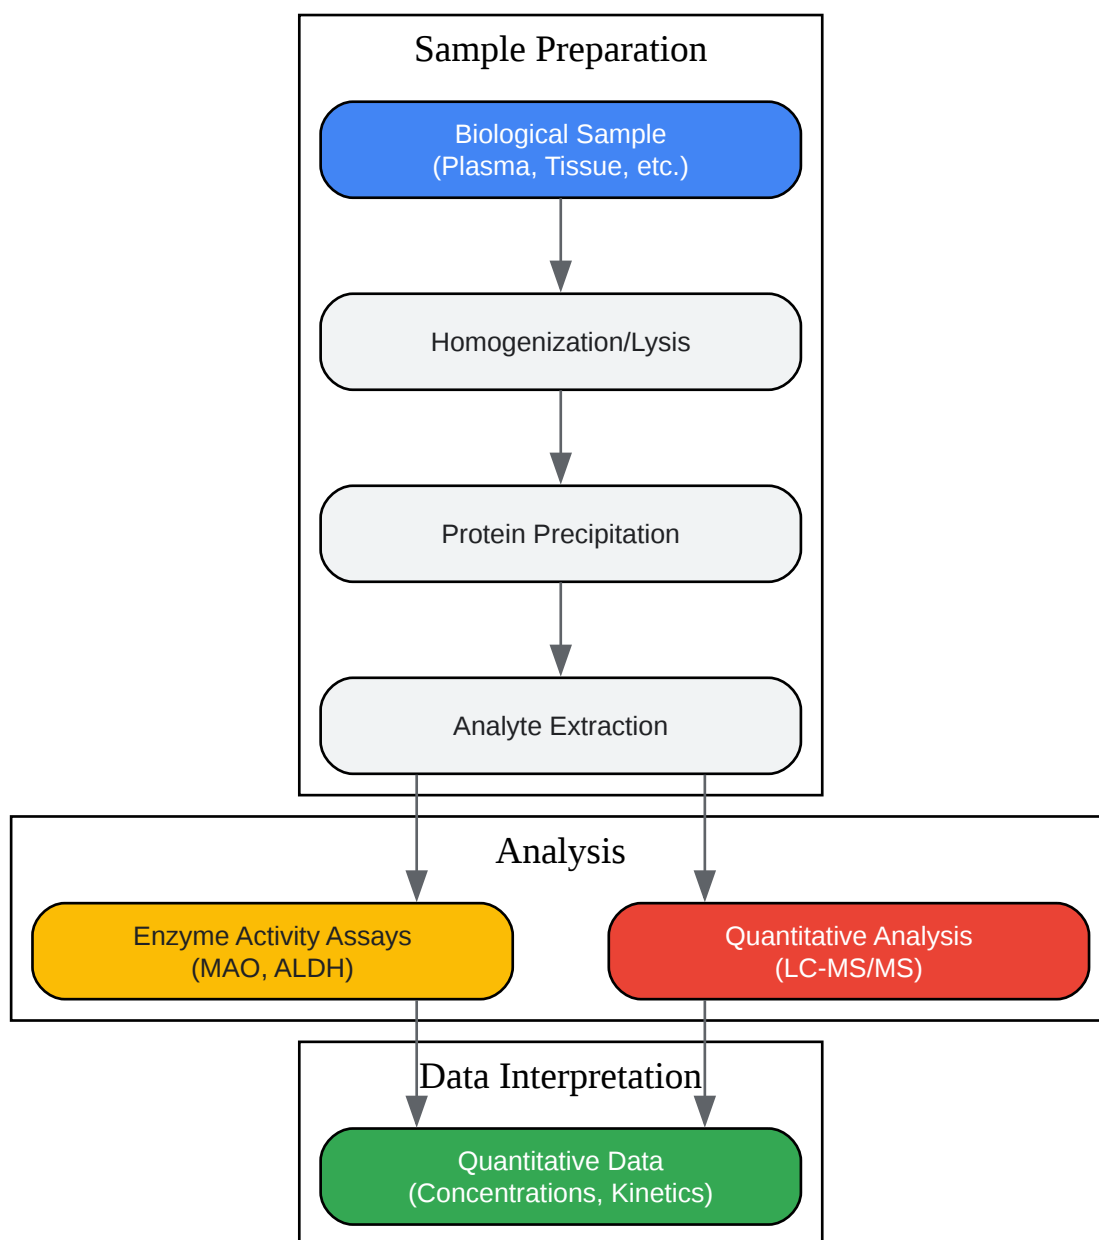 Sample Preparation
Biological Sample
(Plasma, Tissue, etc.)
Homogenization/Lysis
Protein Precipitation
Analyte Extraction
Analysis
Enzyme Activity Assays
(MAO, ALDH)
Quantitative Analysis
(LC-MS/MS)
Data Interpretation
Quantitative Data
(Concentrations, Kinetics)